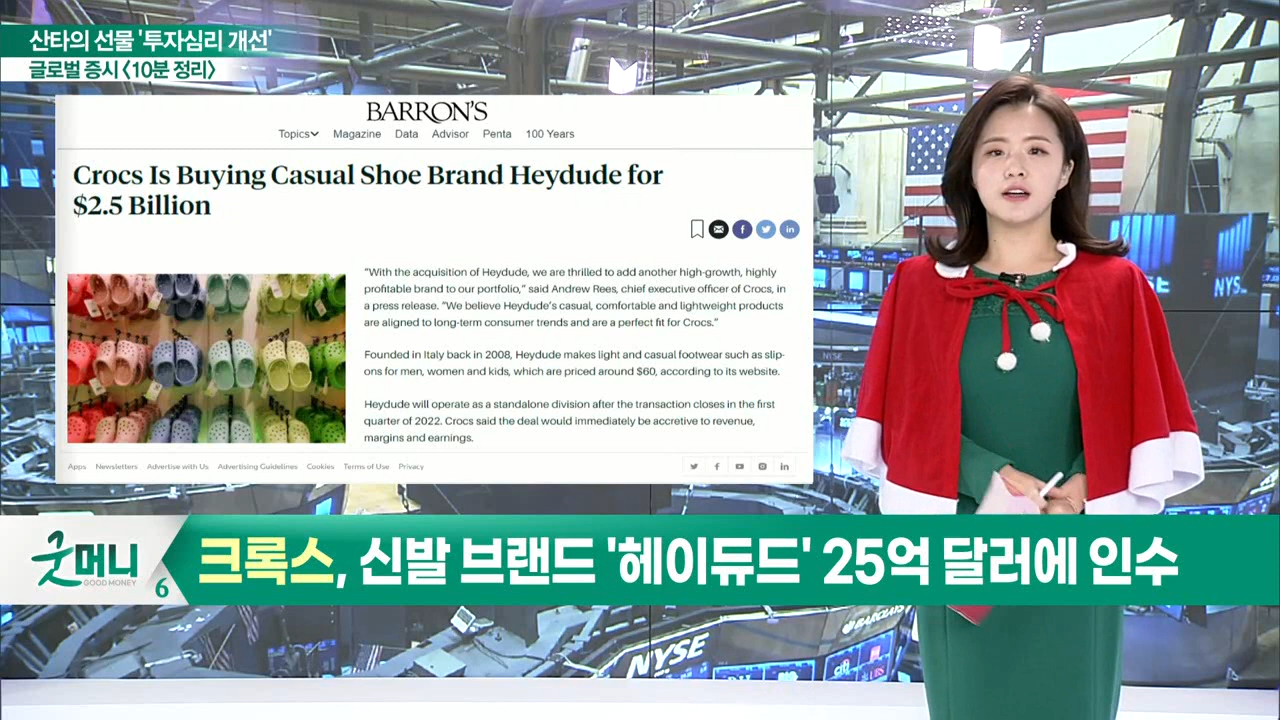 산타의 선물 '투자심리 개선'
글로벌 증시 <10분 정리>
BARRON'S
Topics Magazine Data Advisor Penta 100 Years
Crocs Is Buying Casual Shoe Brand Heydude for
$2.5 Billion
"With the acquisition of Heydude, we are thrilled to add another high-growth, highly
profitable brand to our portfolio," said Andrew Rees, chief executive officer of Crocs, in
a press release. "We believe Heydude's casual, comfortable and lightweight products
are aligned to long-term consumer trends and are a perfect fit for Crocs."
Founded in Italy back in 2008, Heydude makes light and casual footwear such as slip-
ons for men, women and kids, which are priced around $60, according to its website.
Heydude will operate as a standalone division after the transaction closes in the first
quarter of 2022. Crocs said the deal would immediately be accretive to revenue,
margins and earnings.
Apps Newsletters Advertise with Us Advertising Guidelines Cookies Terms of Use Privacy
NYS
굿머니
GOOD MONEY
6
크록스, 신발 브랜드 '헤이듀드' 25억 달러에 인수
NYSE
BARCLAYS
citi